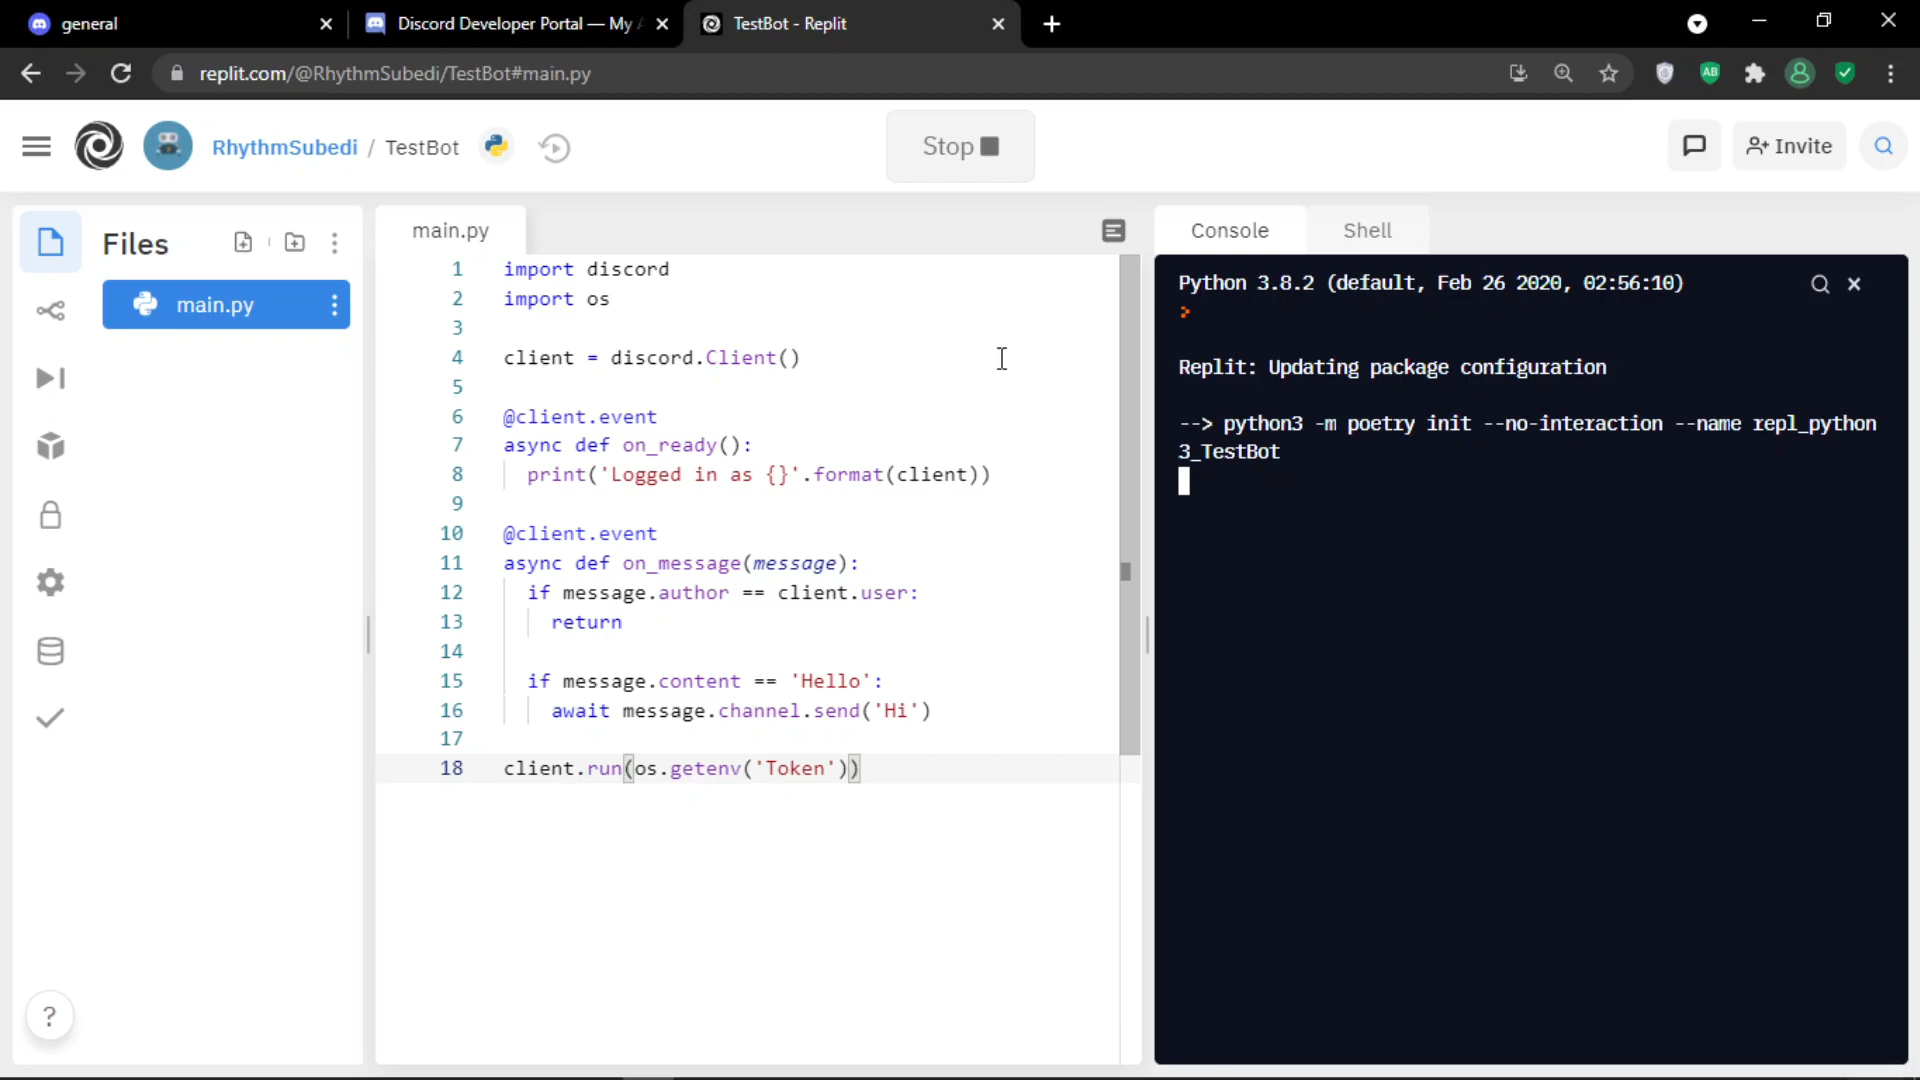 general
Discord Developer Portal — My A
TestBot - Replit
replit.com/@RhythmSubedi/TestBot#main.py
AB
RhythmSubedi / TestBot
Stop
Invite
Files
main.py
main.py
1 import discord
2 import os
3
4 client = discord.Client()
5
6 @client.event
7 async def on_ready():
8 print('Logged in as {}'.format(client))
9
10 @client.event
11 async def on_message(message):
12 if message.author == client.user:
13 return
14
15 if message.content == 'Hello':
16 await message.channel.send('Hi')
17
18 client.run(os.getenv('Token'))
Console
Shell
Python 3.8.2 (default, Feb 26 2020, 02:56:10)
>
Replit: Updating package configuration
--> python3 -m poetry init --no-interaction --name repl_python
3_TestBot
?